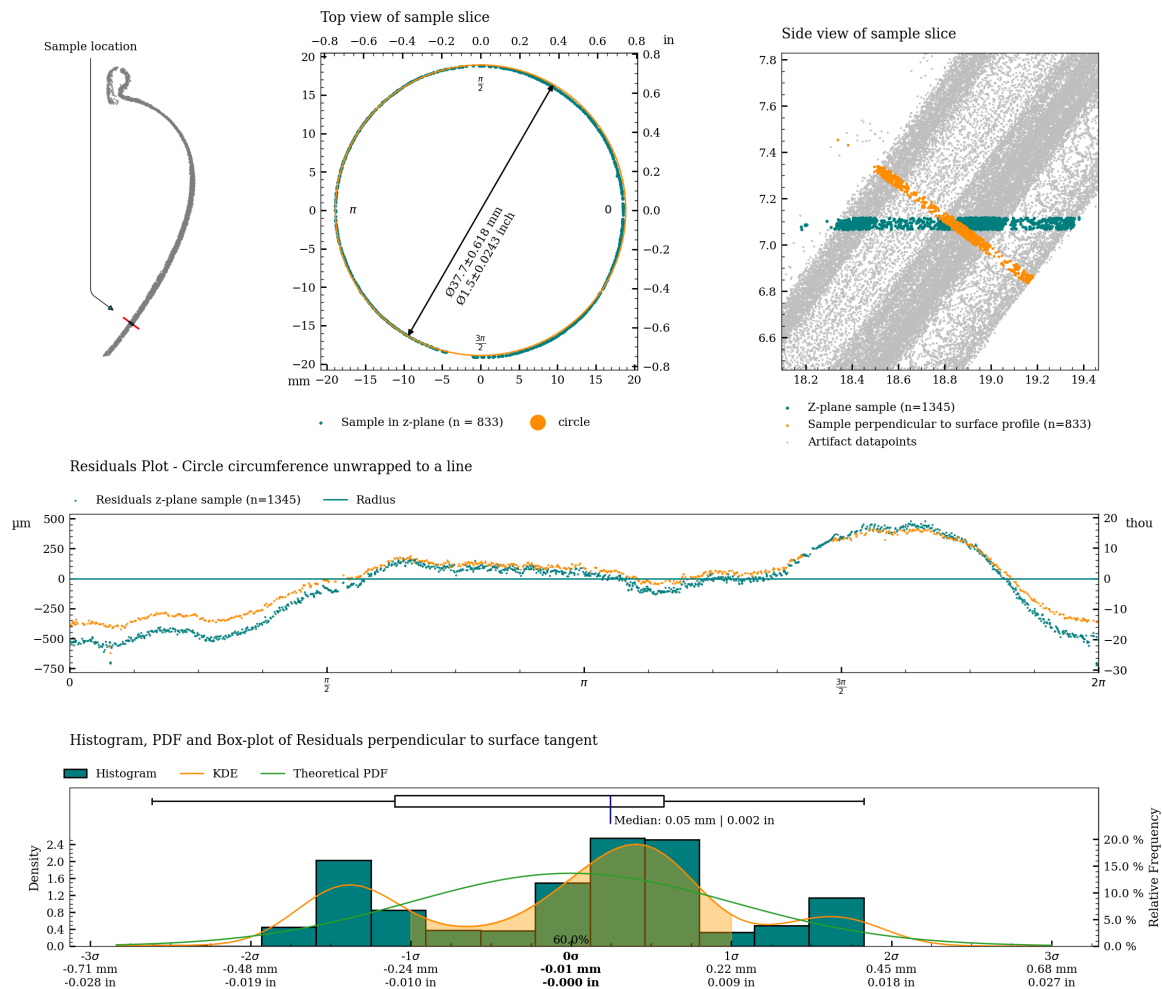 Top view of sample slice
Sample location
−0.8 −0.6 −0.4 −0.2 0.0 0.2 0.4 0.6 0.8 in
Side view of sample slice
20
15
10
5
0
−5
−10
−15
−20
π/2
π
0
3π/2
Ø37.7±0.618 mm
Ø1.5±0.0243 inch
0.8
0.6
0.4
0.2
0.0
−0.2
−0.4
−0.6
−0.8
mm −20 −15 −10 −5 0 5 10 15 20
Sample in z-plane (n = 833) circle
7.8
7.6
7.4
7.2
7.0
6.8
6.6
18.2 18.4 18.6 18.8 19.0 19.2 19.4
Z-plane sample (n=1345)
Sample perpendicular to surface profile (n=833)
Artifact datapoints
Residuals Plot - Circle circumference unwrapped to a line
Residuals z-plane sample (n=1345) Radius
µm
500
250
0
−250
−500
−750
thou
20
10
0
−10
−20
−30
0 π/2 π 3π/2 2π
Histogram, PDF and Box-plot of Residuals perpendicular to surface tangent
Histogram KDE Theoretical PDF
Median: 0.05 mm | 0.002 in
Density
2.4
2.0
1.6
1.2
0.8
0.4
0.0
60.0%
Relative Frequency
20.0 %
15.0 %
10.0 %
5.0 %
0.0 %
-3σ -2σ -1σ 0σ 1σ 2σ 3σ
-0.71 mm -0.48 mm -0.24 mm -0.01 mm 0.22 mm 0.45 mm 0.68 mm
-0.028 in -0.019 in -0.010 in -0.000 in 0.009 in 0.018 in 0.027 in